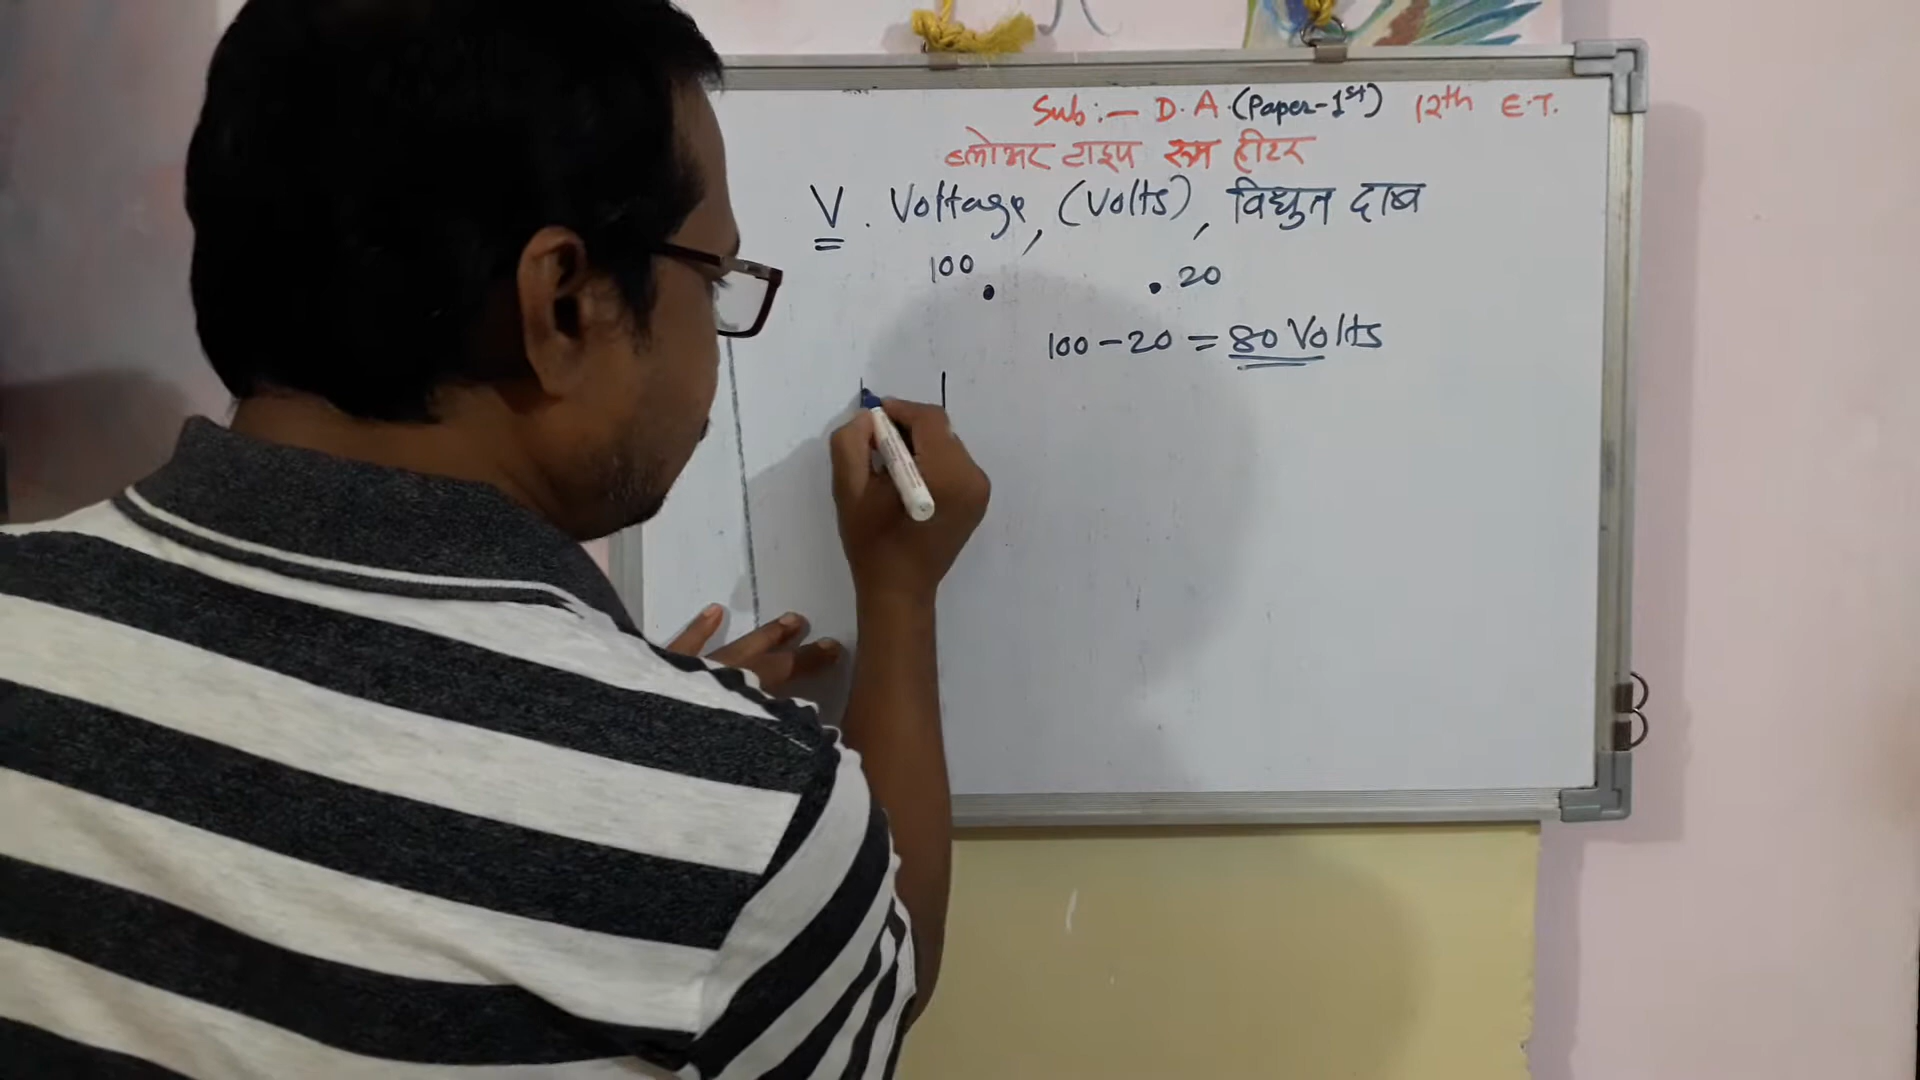 Sub:- D.A.(Paper-1st) 12th E.T.
ब्लोअर टाइप रूम हीटर
V. Voltage, (Volts), विधुत दाब
100 . . 20
100-20 = 80 Volts